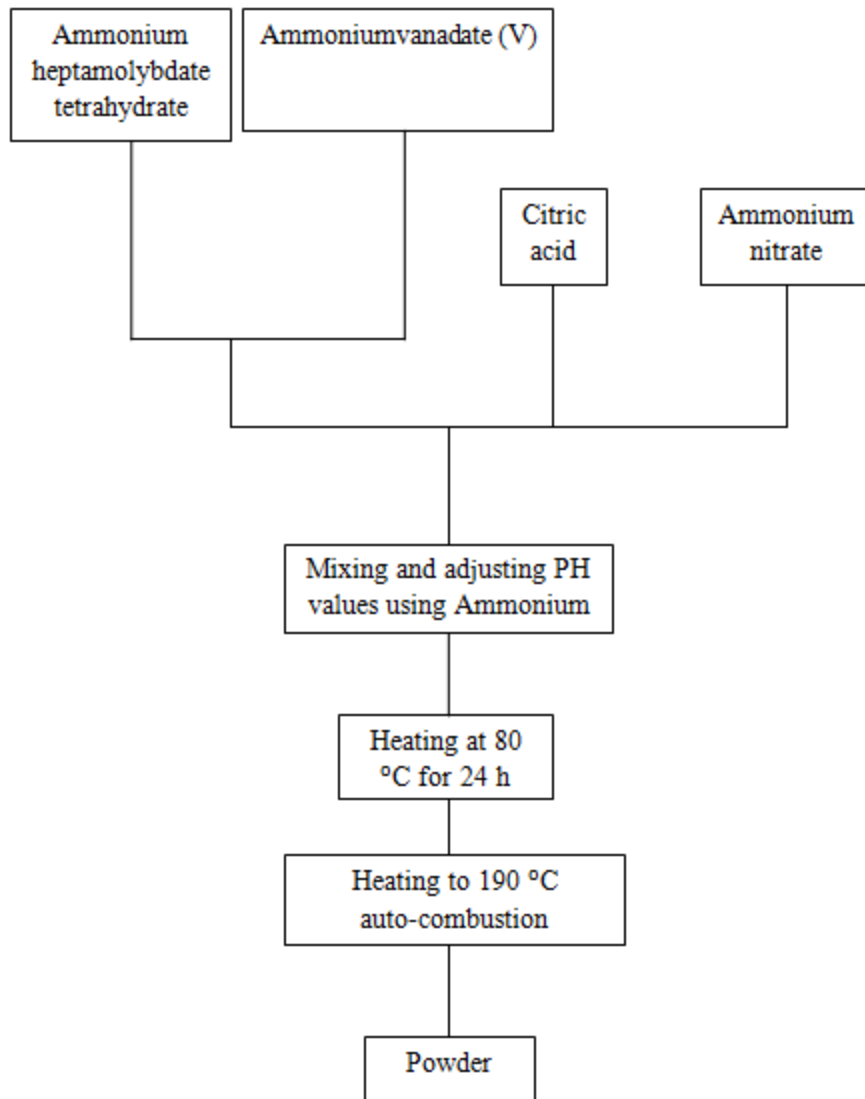 Ammonium
heptamolybdate
tetrahydrate
Ammoniumvanadate (V)
Citric
acid
Ammonium
nitrate
Mixing and adjusting PH
values using Ammonium
Heating at 80
°C for 24 h
Heating to 190 °C
auto-combustion
Powder